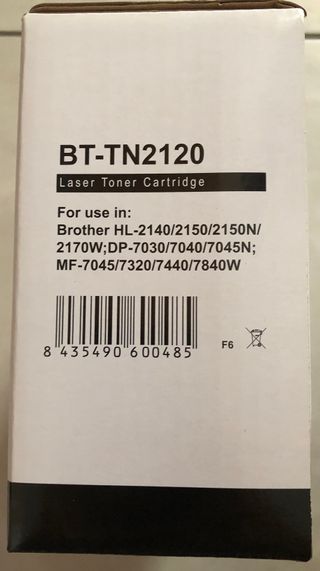 BT-TN2120
Laser Toner Cartridge
For use in:
Brother HL-2140/2150/2150N/
2170W;DP-7030/7040/7045N;
MF-7045/7320/7440/7840W
8 435490 600485
F6